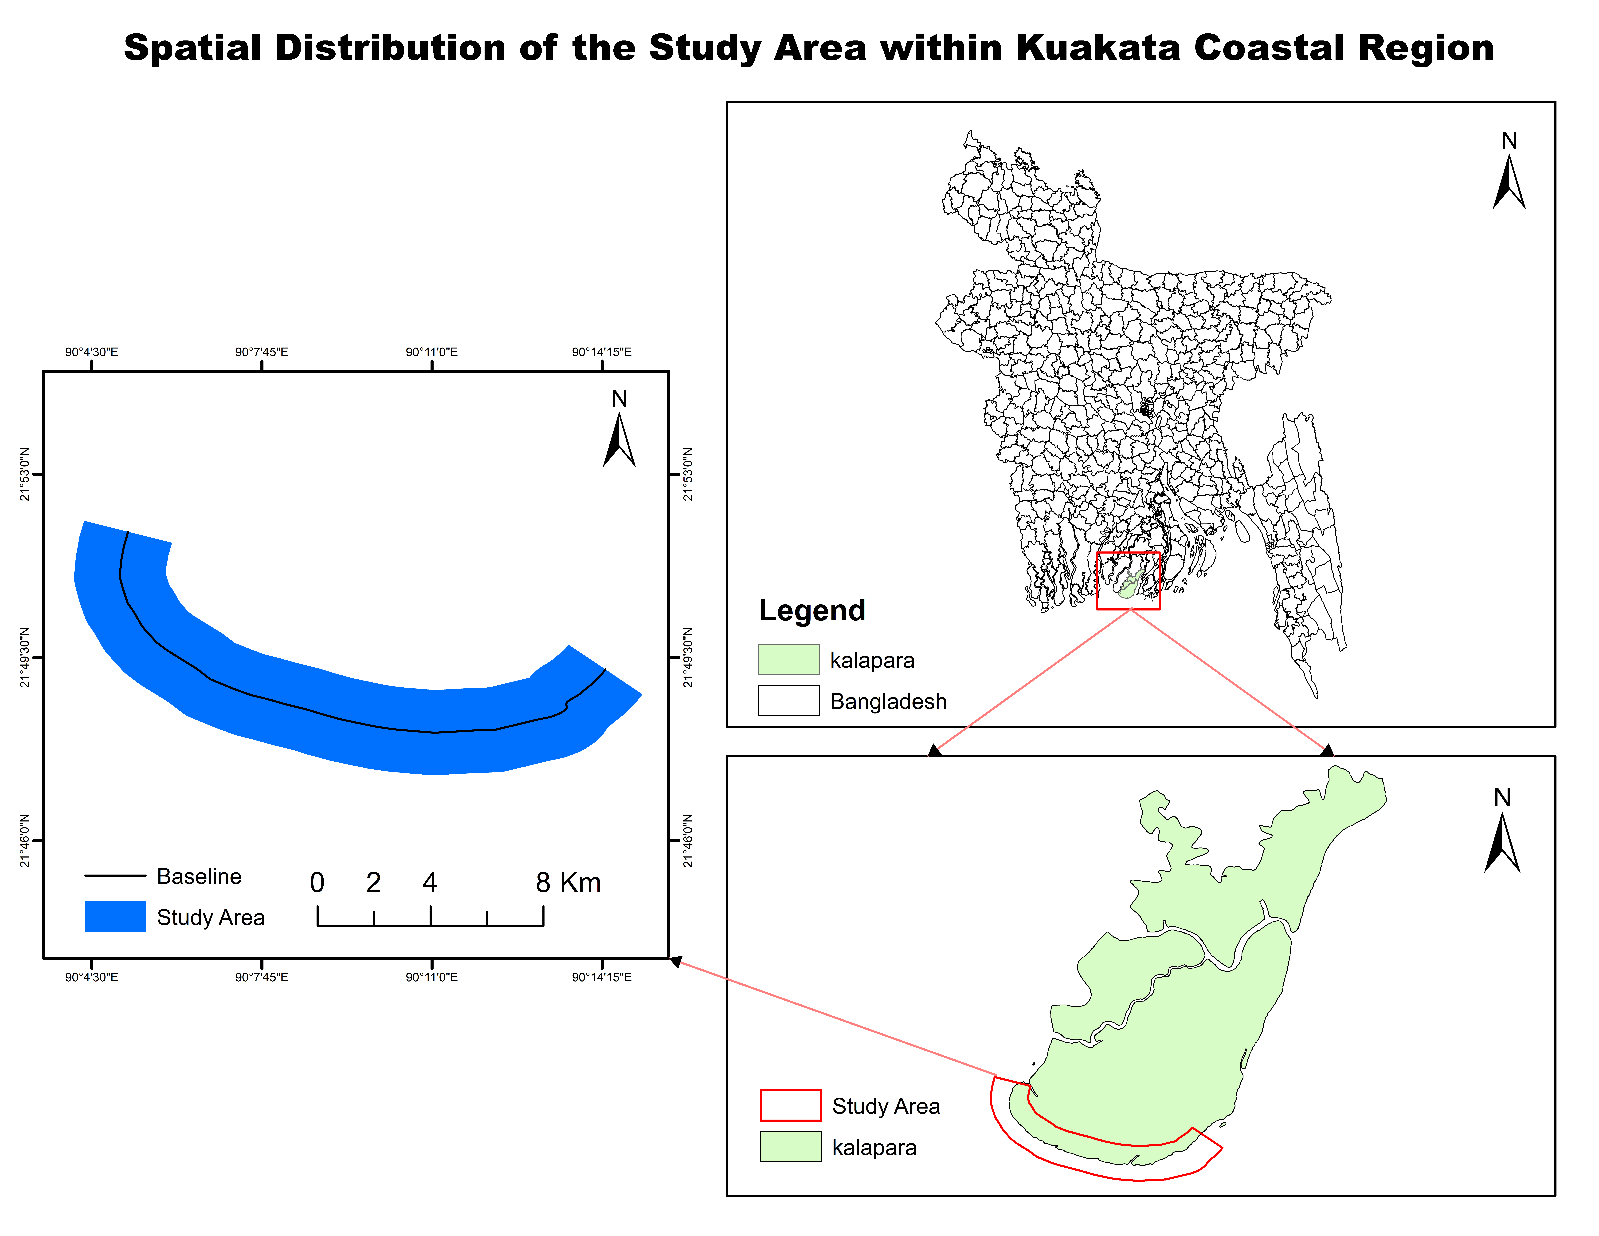 Spatial Distribution of the Study Area within Kuakata Coastal Region
N
Legend
kalapara
Bangladesh
90°4'30"E 90°7'45"E 90°11'0"E 90°14'15"E
N
21°53'0"N 21°53'0"N
21°49'30"N 21°49'30"N
21°46'0"N 21°46'0"N
Baseline
Study Area
0 2 4 8 Km
90°4'30"E 90°7'45"E 90°11'0"E 90°14'15"E
N
Study Area
kalapara